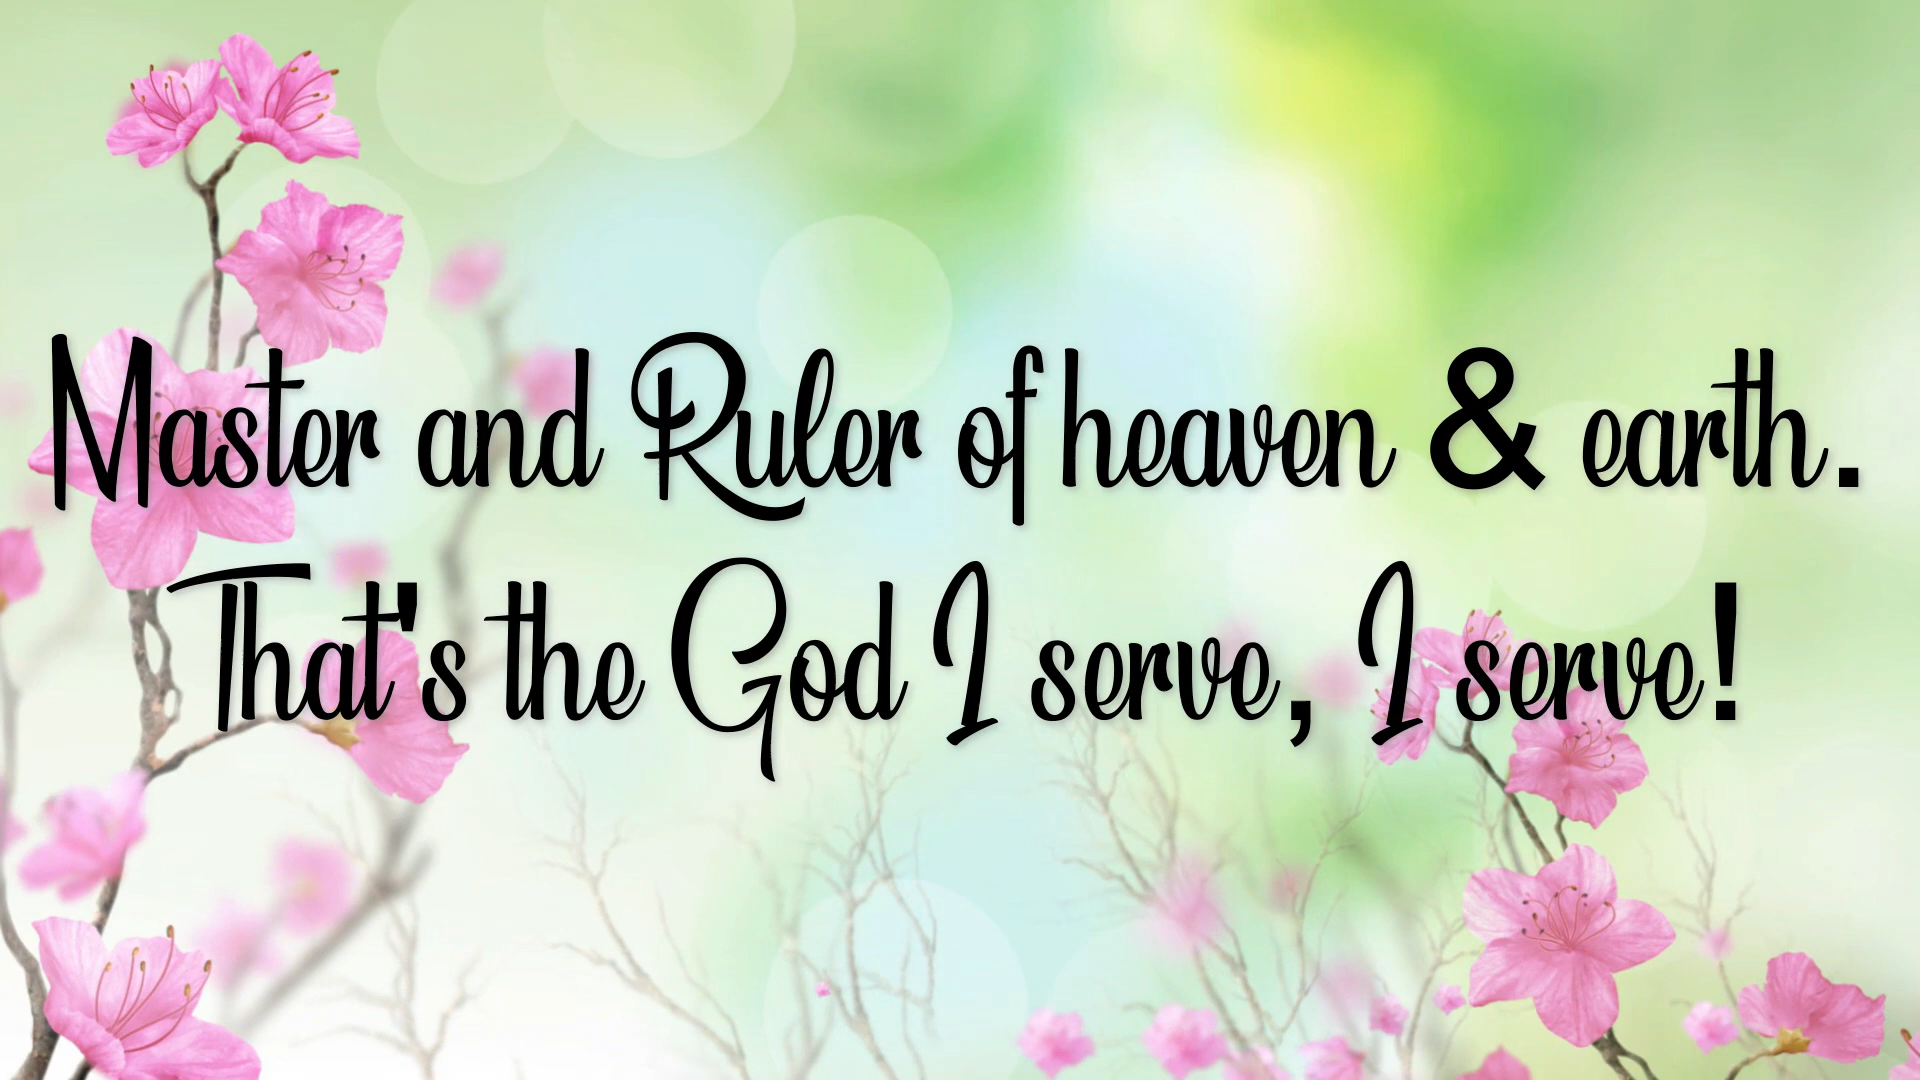 Master and Ruler of heaven & earth.
That's the God I serve, I serve!